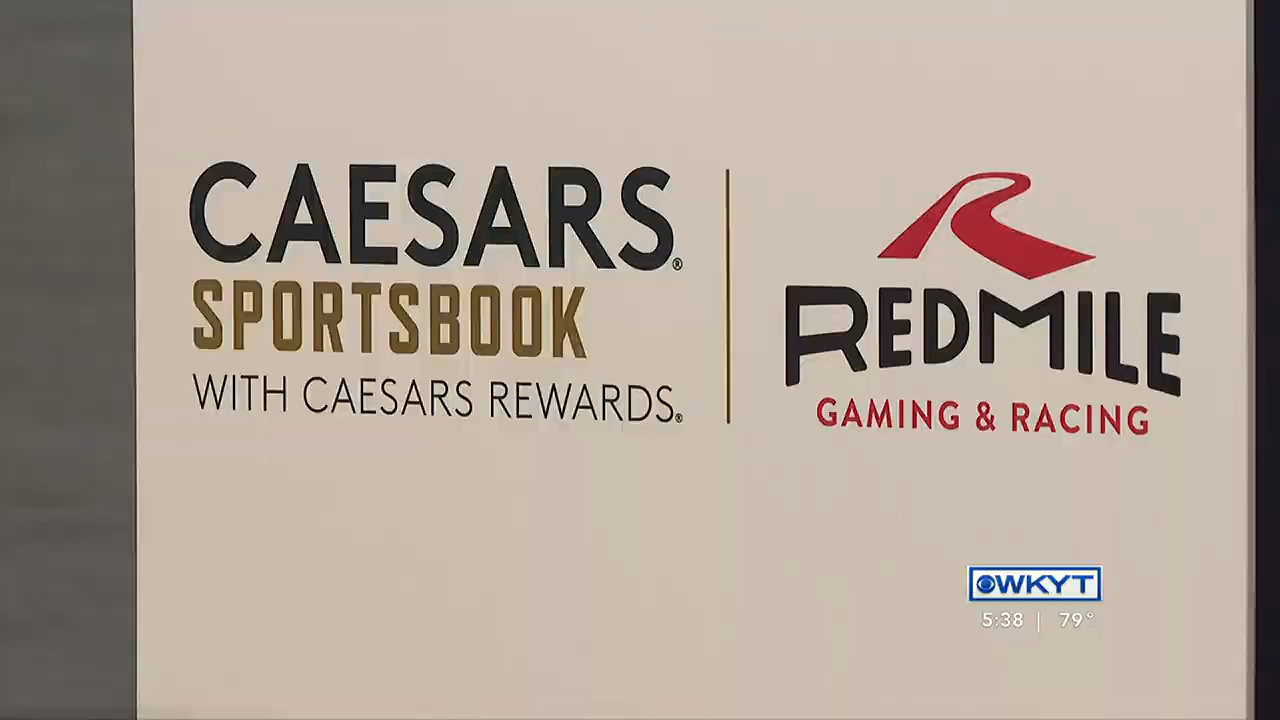 CAESARS®
SPORTSBOOK
WITH CAESARS REWARDS®
REDMILE
GAMING & RACING
WKYT
5:38 | 79°